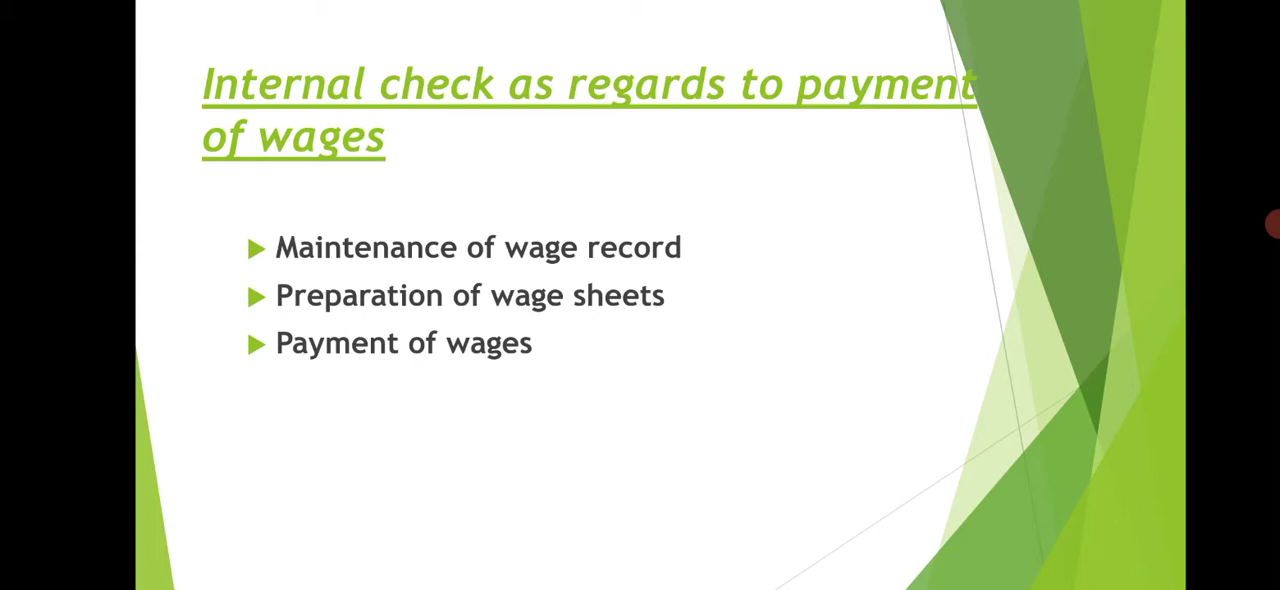 Internal check as regards to payment
of wages
Maintenance of wage record
Preparation of wage sheets
Payment of wages